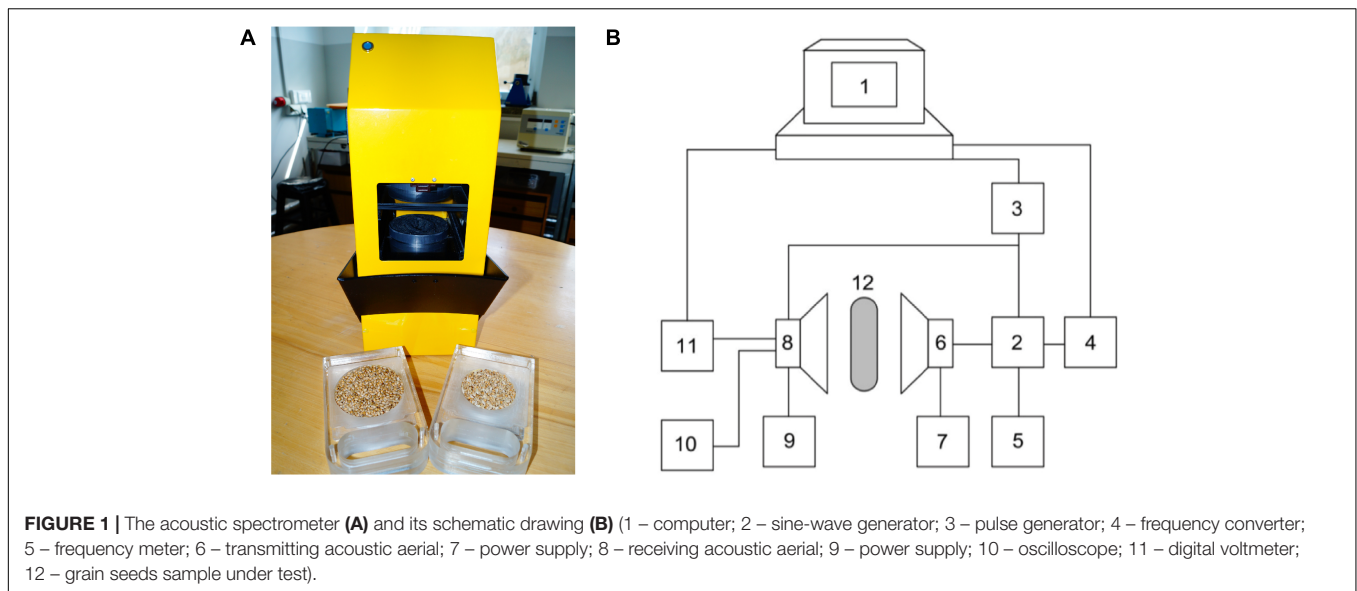 A
B
1
3
12
11
8
6
2
4
10
9
7
5
FIGURE 1 | The acoustic spectrometer (A) and its schematic drawing (B) (1 – computer; 2 – sine-wave generator; 3 – pulse generator; 4 – frequency converter;
5 – frequency meter; 6 – transmitting acoustic aerial; 7 – power supply; 8 – receiving acoustic aerial; 9 – power supply; 10 – oscilloscope; 11 – digital voltmeter;
12 – grain seeds sample under test).